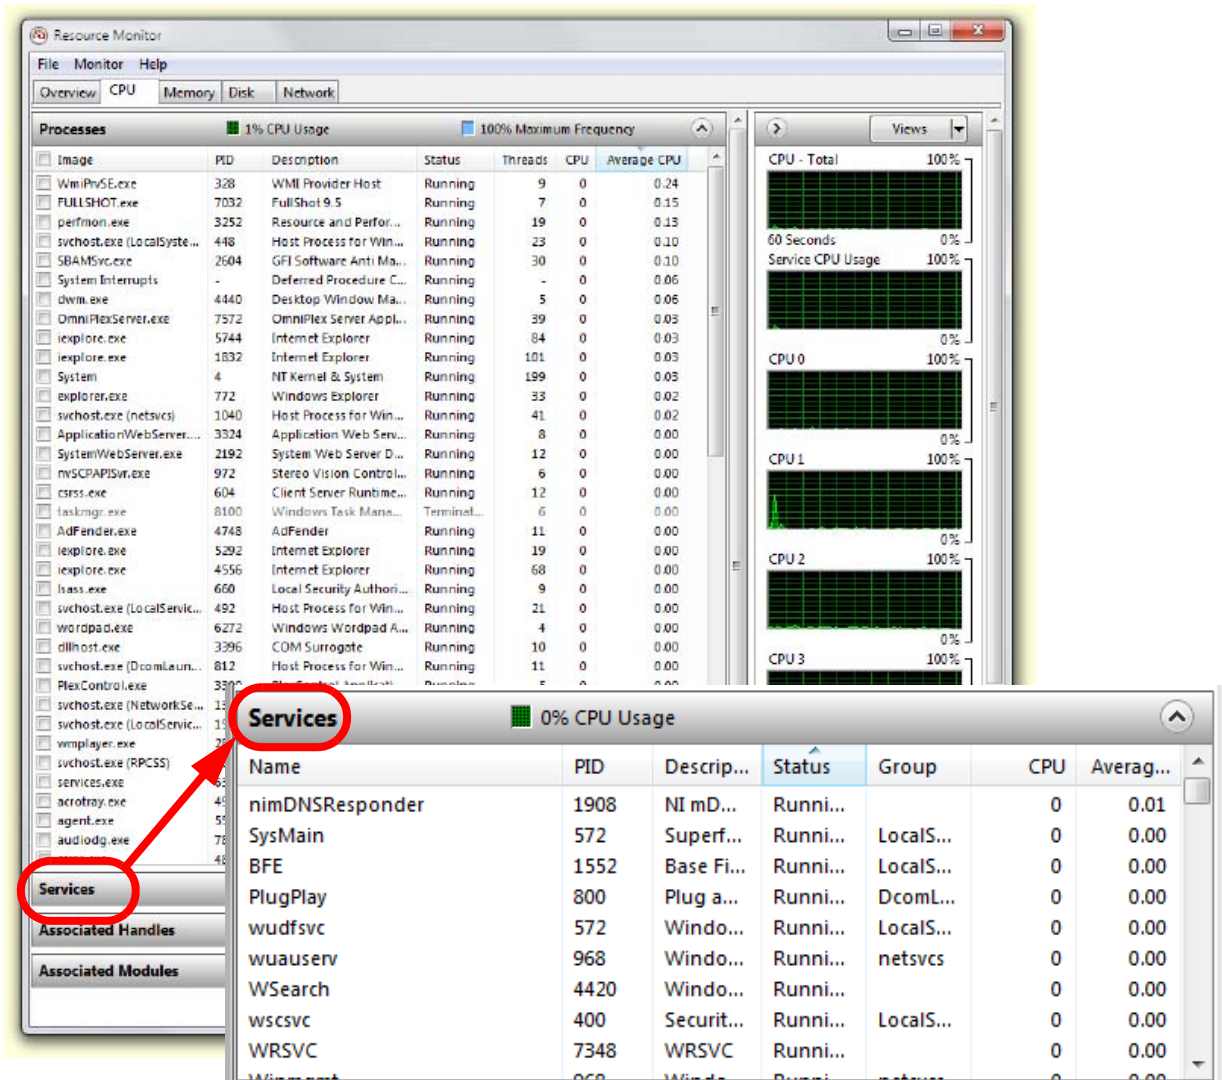 Resource Monitor
File Monitor Help
Overview CPU Memory Disk Network
Processes 1% CPU Usage 100% Maximum Frequency Views
Image PID Description Status Threads CPU Average CPU
WmiPrvSE.exe 328 WMI Provider Host Running 9 0 0.24
FULLSHOT.exe 7032 FullShot 9.5 Running 7 0 0.15
perfmon.exe 3252 Resource and Perfor... Running 19 0 0.13
svchost.exe (LocalSyste... 448 Host Process for Win... Running 23 0 0.10
SBAMSvc.exe 2604 GFI Software Anti Ma... Running 30 0 0.10
System Interrupts - Deferred Procedure C... Running - 0 0.06
dwm.exe 4440 Desktop Window Ma... Running 5 0 0.06
OmniPlexServer.exe 7572 OmniPlex Server Appl... Running 39 0 0.03
iexplore.exe 5744 Internet Explorer Running 84 0 0.03
iexplore.exe 1832 Internet Explorer Running 101 0 0.03
System 4 NT Kernel & System Running 199 0 0.03
explorer.exe 772 Windows Explorer Running 33 0 0.02
svchost.exe (netsvcs) 1040 Host Process for Win... Running 41 0 0.02
ApplicationWebServer.... 3324 Application Web Serv... Running 8 0 0.00
SystemWebServer.exe 2192 System Web Server D... Running 12 0 0.00
nvSCPAPISvr.exe 972 Stereo Vision Control... Running 6 0 0.00
csrss.exe 604 Client Server Runtime... Running 12 0 0.00
taskmgr.exe 8100 Windows Task Mana... Terminat... 6 0 0.00
AdFender.exe 4748 AdFender Running 11 0 0.00
iexplore.exe 5292 Internet Explorer Running 19 0 0.00
iexplore.exe 4556 Internet Explorer Running 68 0 0.00
lsass.exe 660 Local Security Authori... Running 9 0 0.00
svchost.exe (LocalServic... 492 Host Process for Win... Running 21 0 0.00
wordpad.exe 6272 Windows Wordpad A... Running 4 0 0.00
dllhost.exe 3396 COM Surrogate Running 10 0 0.00
svchost.exe (DcomLaun... 812 Host Process for Win... Running 11 0 0.00
PlexControl.exe
svchost.exe (NetworkSe...
svchost.exe (LocalServic...
wmplayer.exe
svchost.exe (RPCSS)
services.exe
acrotray.exe
agent.exe
audiodg.exe
Services
Associated Handles
Associated Modules
CPU - Total 100%
60 Seconds 0%
Service CPU Usage 100%
0%
CPU 0 100%
0%
CPU 1 100%
0%
CPU 2 100%
0%
CPU 3 100%
Services 0% CPU Usage
Name PID Descrip... Status Group CPU Averag...
nimDNSResponder 1908 NI mD... Runni... 0 0.01
SysMain 572 Superf... Runni... LocalS... 0 0.00
BFE 1552 Base Fi... Runni... LocalS... 0 0.00
PlugPlay 800 Plug a... Runni... DcomL... 0 0.00
wudfsvc 572 Windo... Runni... LocalS... 0 0.00
wuauserv 968 Windo... Runni... netsvcs 0 0.00
WSearch 4420 Windo... Runni... 0 0.00
wscsvc 400 Securit... Runni... LocalS... 0 0.00
WRSVC 7348 WRSVC Runni... 0 0.00